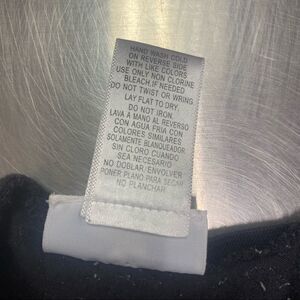 HAND WASH COLD
ON REVERSE SIDE
WITH LIKE COLORS
USE ONLY NON CLORINE
BLEACH.IF NEEDED
DO NOT TWIST OR WRING
LAY FLAT TO DRY.
DO NOT IRON.
LAVA A MANO AL REVERSO
CON AGUA FRIA CON
COLORES SIMILARES
SOLAMENTE BLANQUEADOR
SIN CLORO CUANDO
SEA NECESARIO
NO DOBLAR/ENVOLVER
PONER PLANO PARA SECAR
NO PLANCHAR